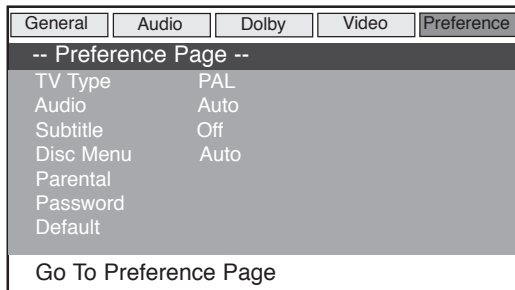 General Audio Dolby Video Preference
-- Preference Page --
TV Type PAL
Audio Auto
Subtitle Off
Disc Menu Auto
Parental
Password
Default
Go To Preference Page